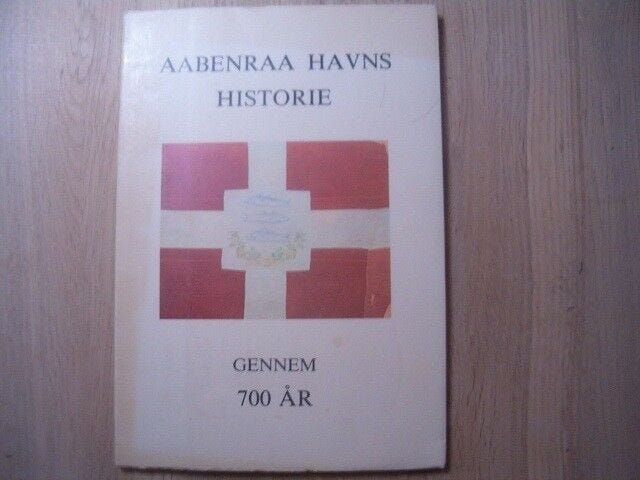 AABENRAA HAVNS
HISTORIE
GENNEM
700 ÅR